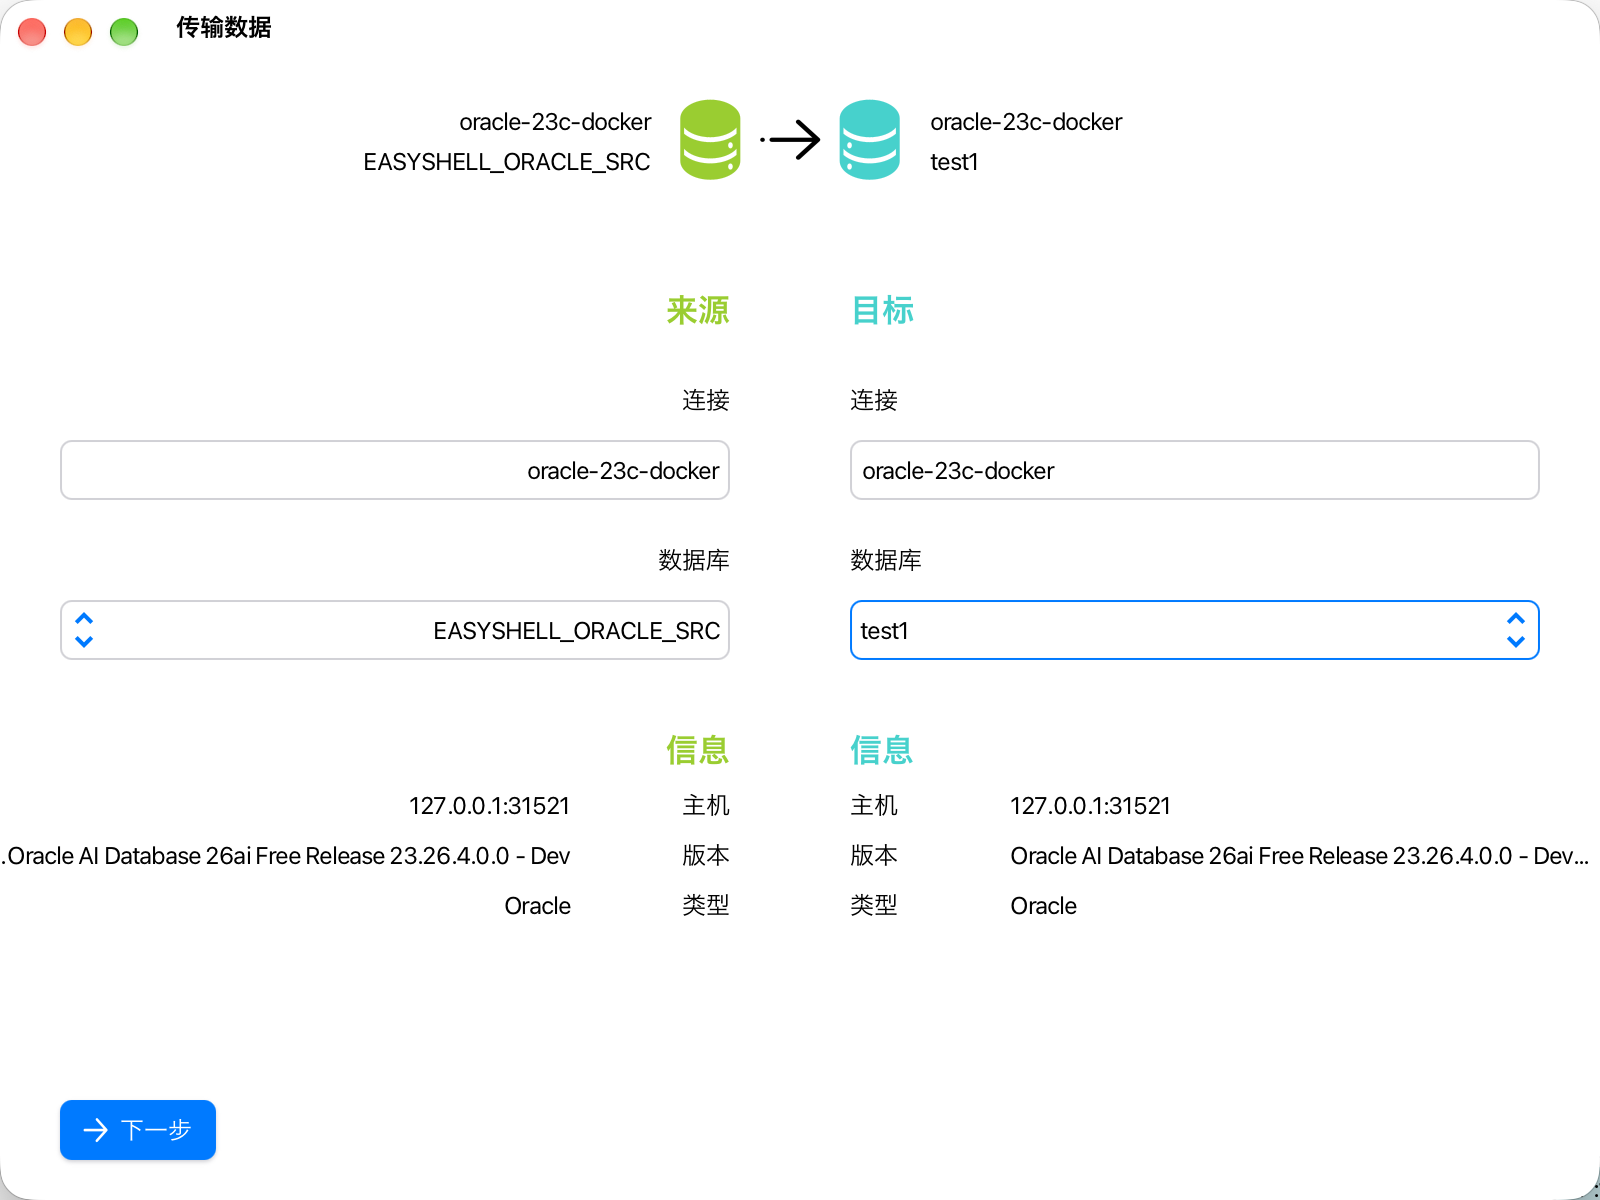 传输数据
oracle-23c-docker
EASYSHELL_ORACLE_SRC
oracle-23c-docker
test1
来源
目标
连接
连接
oracle-23c-docker
oracle-23c-docker
数据库
数据库
EASYSHELL_ORACLE_SRC
test1
信息
信息
127.0.0.1:31521 主机
主机 127.0.0.1:31521
.Oracle AI Database 26ai Free Release 23.26.4.0.0 - Dev 版本
版本 Oracle AI Database 26ai Free Release 23.26.4.0.0 - Dev...
Oracle 类型
类型 Oracle
下一步